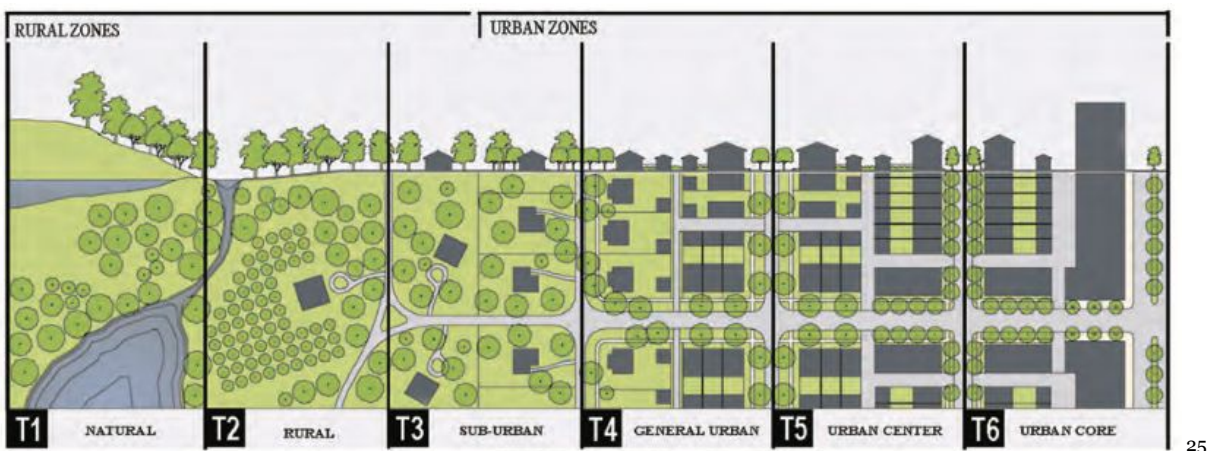 RURAL ZONES
URBAN ZONES
T1 NATURAL
T2 RURAL
T3 SUB-URBAN
T4 GENERAL URBAN
T5 URBAN CENTER
T6 URBAN CORE
25